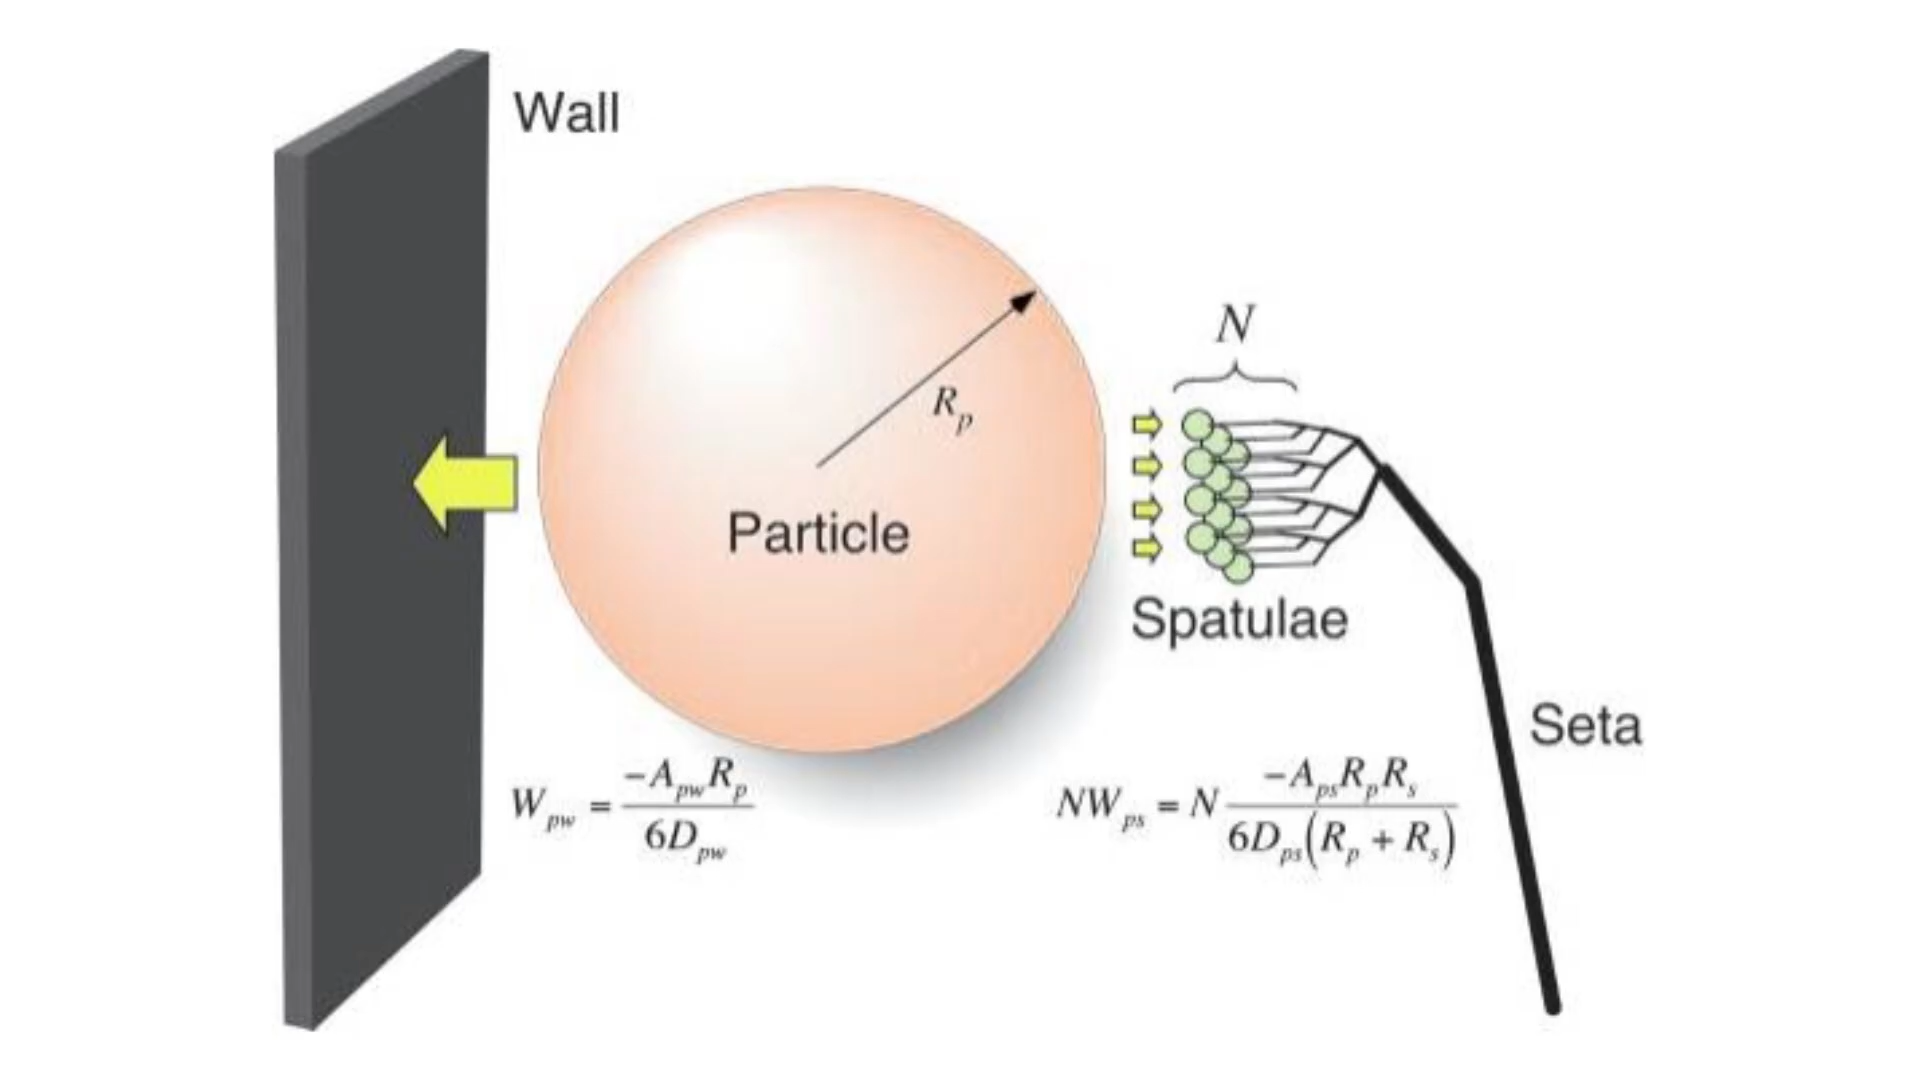 Wall
N
R_p
Particle
Spatulae
Seta
W_pw = -A_pw R_p / 6D_pw
NW_ps = N -A_ps R_p R_s / 6D_ps (R_p + R_s)